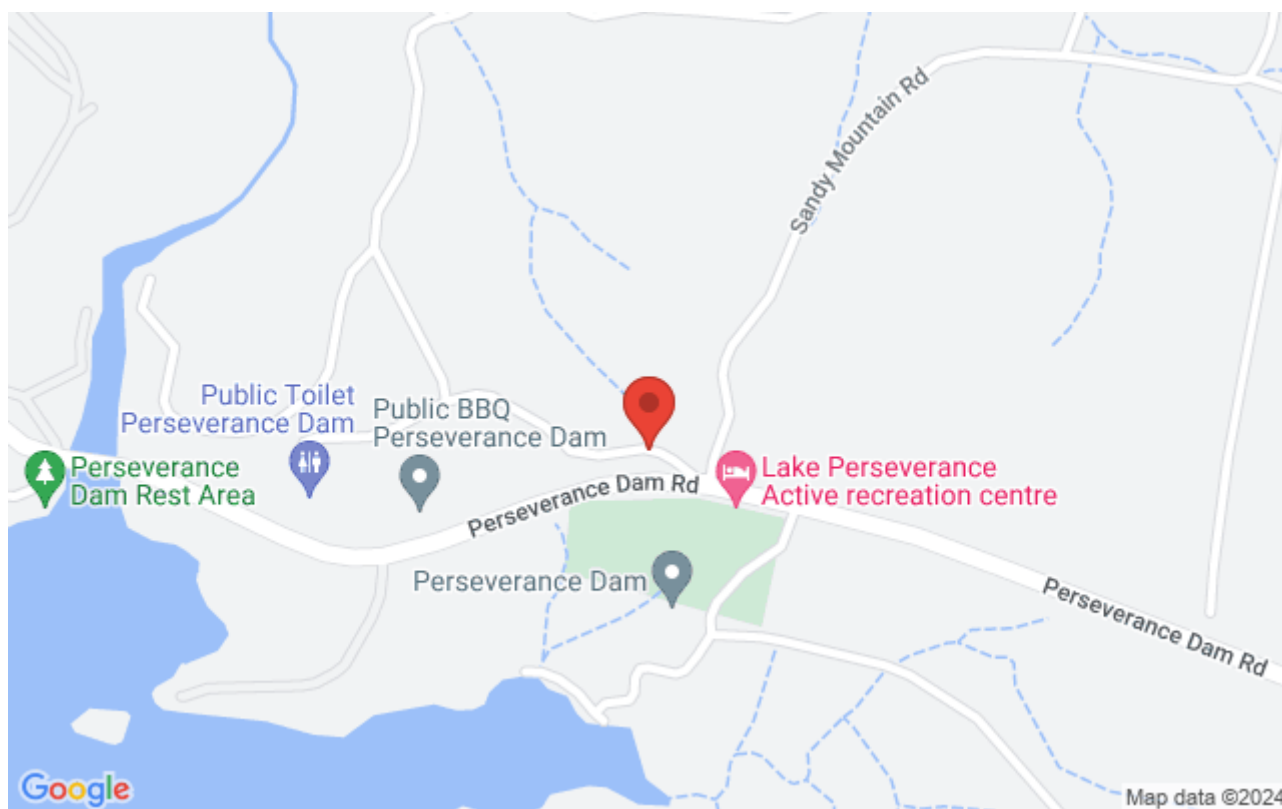 Sandy Mountain Rd
Public Toilet
Perseverance Dam
Public BBQ
Perseverance Dam
Perseverance
Dam Rest Area
Lake Perseverance
Active recreation centre
Perseverance Dam Rd
Perseverance Dam
Perseverance Dam Rd
Google
Map data ©2024